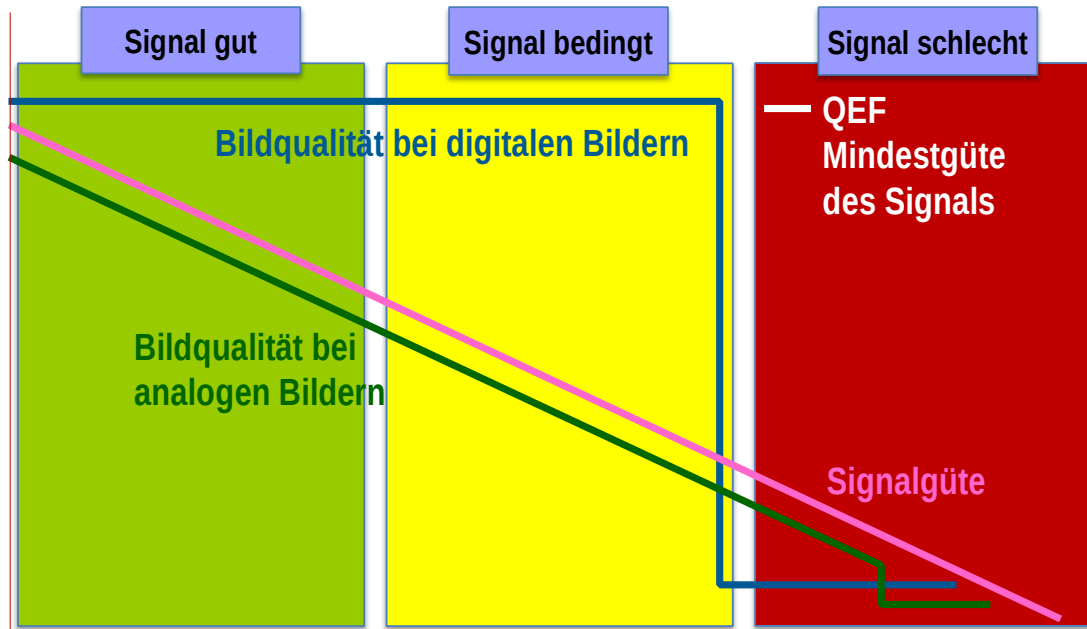 Signal gut
Signal bedingt
Signal schlecht
QEF
Mindestgüte
des Signals
Bildqualität bei digitalen Bildern
Bildqualität bei
analogen Bildern
Signalgüte